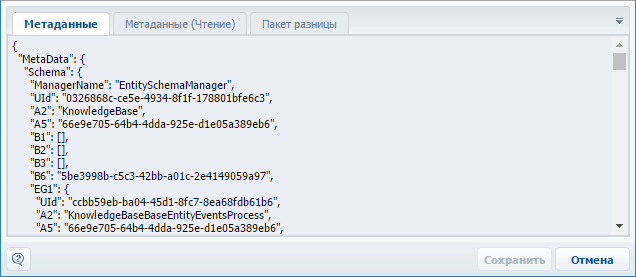 Метаданные Метаданные (Чтение) Пакет разницы
{
"MetaData": {
"Schema": {
"ManagerName": "EntitySchemaManager",
"UId": "0326868c-ce5e-4934-8f1f-178801bfe6c3",
"A2": "KnowledgeBase",
"A5": "66e9e705-64b4-4dda-925e-d1e05a389eb6",
"B1": [],
"B2": [],
"B3": [],
"B6": "5be3998b-c5c3-42bb-a01c-2e4149059a97",
"EG1": {
"UId": "ccbb59eb-ba04-45d1-8fc7-8ea68fdb61b6",
"A2": "KnowledgeBaseBaseEntityEventsProcess",
"A5": "66e9e705-64b4-4dda-925e-d1e05a389eb6",
? Сохранить Отмена